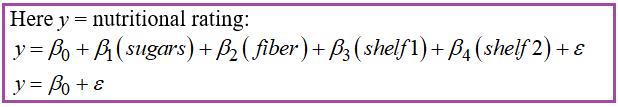 Here y = nutritional rating:
y = β₀ + β₁(sugars) + β₂(fiber) + β₃(shelf1) + β₄(shelf2) + ε
y = β₀ + ε